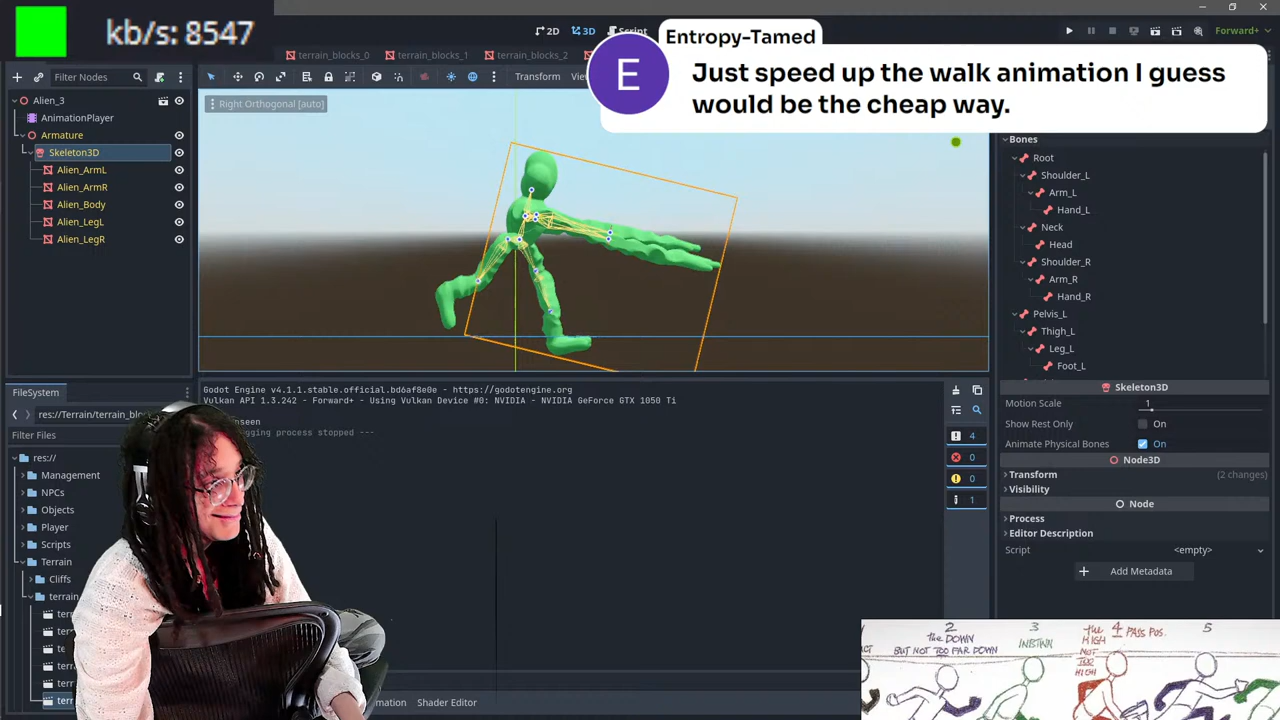 kb/s: 8547
Entropy-Tamed
E
Just speed up the walk animation I guess
would be the cheap way.
2D
3D
Script
Forward+
terrain_blocks_0
terrain_blocks_1
terrain_blocks_2
Filter Nodes
Transform
Right Orthogonal [auto]
Alien_3
AnimationPlayer
Armature
Skeleton3D
Alien_ArmL
Alien_ArmR
Alien_Body
Alien_LegL
Alien_LegR
Bones
Root
Shoulder_L
Arm_L
Hand_L
Neck
Head
Shoulder_R
Arm_R
Hand_R
Pelvis_L
Thigh_L
Leg_L
Foot_L
Skeleton3D
Motion Scale
1
Show Rest Only
On
Animate Physical Bones
On
Node3D
Transform
(2 changes)
Visibility
Node
Process
Editor Description
Script
<empty>
Add Metadata
FileSystem
res://Terrain/terrain_bloc
Filter Files
res://
Management
NPCs
Objects
Player
Scripts
Terrain
Cliffs
Godot Engine v4.1.1.stable.official.bd6af8e0e - https://godotengine.org
Vulkan API 1.3.242 - Forward+ - Using Vulkan Device #0: NVIDIA - NVIDIA GeForce GTX 1050 Ti
process stopped ---
4
0
0
1
Shader Editor
2
the DOWN
BUT NOT TOO FAR DOWN
3
INBTWN
the
HIGH
4 PASS POS.
NOT
TOO
HIGH
5